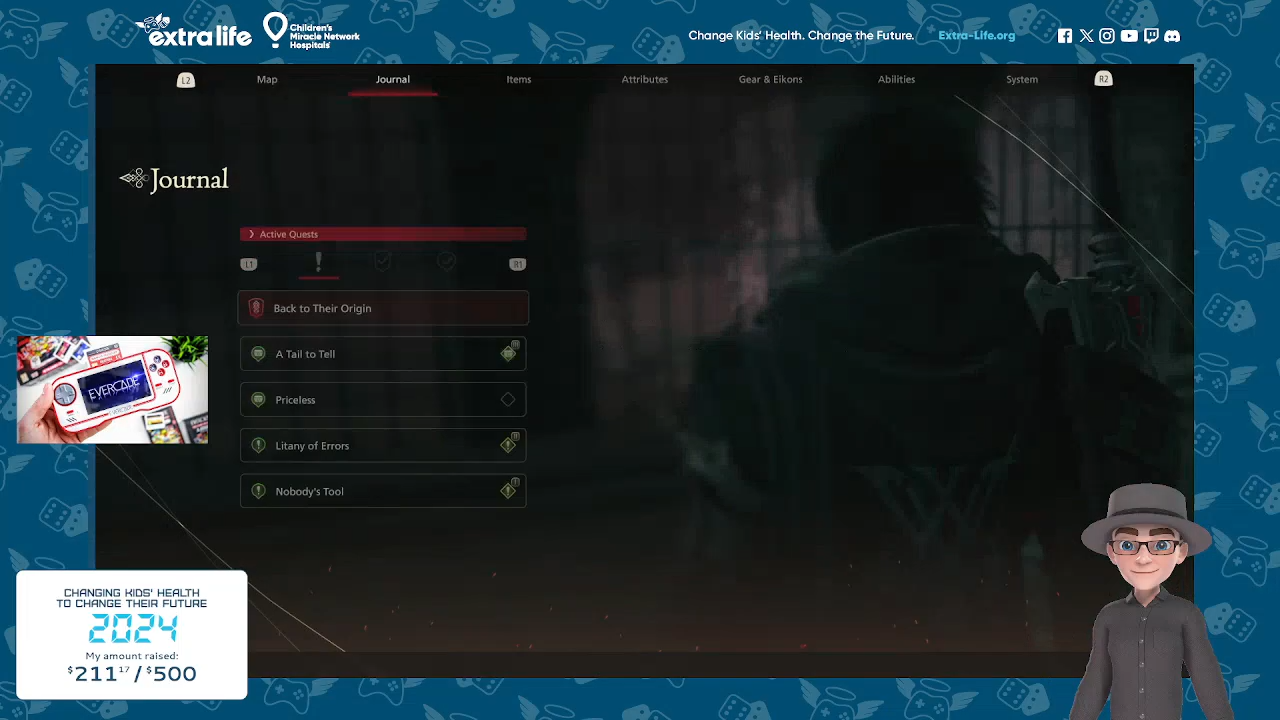 extra life
Children's
Miracle Network
Hospitals
Change Kids' Health. Change the Future.
Extra-Life.org
L2
Map
Journal
Items
Attributes
Gear & Eikons
Abilities
System
R2
Journal
Active Quests
L1
R1
Back to Their Origin
A Tail to Tell
Priceless
Litany of Errors
Nobody's Tool
EVERCADE
CHANGING KIDS' HEALTH
TO CHANGE THEIR FUTURE
2024
My amount raised:
$211 17 / $500